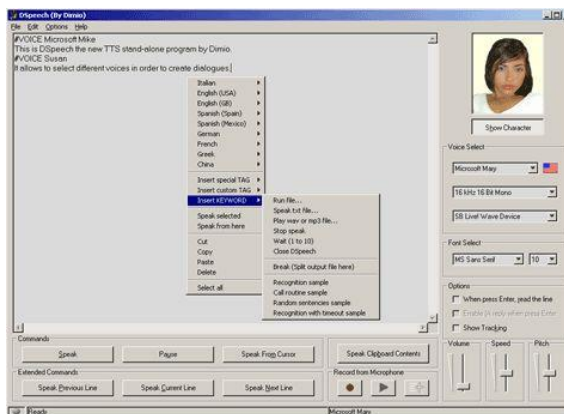 DSpeech (By Dimio)
File Edit Options Help
#VOICE Microsoft Mike
This is DSpeech the new TTS stand-alone program by Dimio.
#VOICE Susan
It allows to select different voices in order to create dialogues.
Italian
English (USA)
English (GB)
Spanish (Spain)
Spanish (Mexico)
German
French
Greek
China
Insert special TAG
Insert custom TAG
Insert KEYWORD
Speak selected
Speak from here
Cut
Copy
Paste
Delete
Select all
Run file...
Speak txt file...
Play wav or mp3 file...
Stop speak
Wait (1 to 10)
Close DSpeech
Break (Split output file here)
Recognition sample
Call routine sample
Random sentencies sample
Recognition with timeout sample
Show Character
Voice Select
Microsoft Mary
16 kHz 16 Bit Mono
SB Live! Wave Device
Font Select
MS Sans Serif 10
Options
When press Enter, read the line
Enable IA reply when press Enter
Show Tracking
Volume Speed Pitch
Commands
Speak Pause Speak From Cursor Speak Clipboard Contents
Extended Commands
Speak Previous Line Speak Current Line Speak Next Line
Record from Microphone
Ready Microsoft Mary